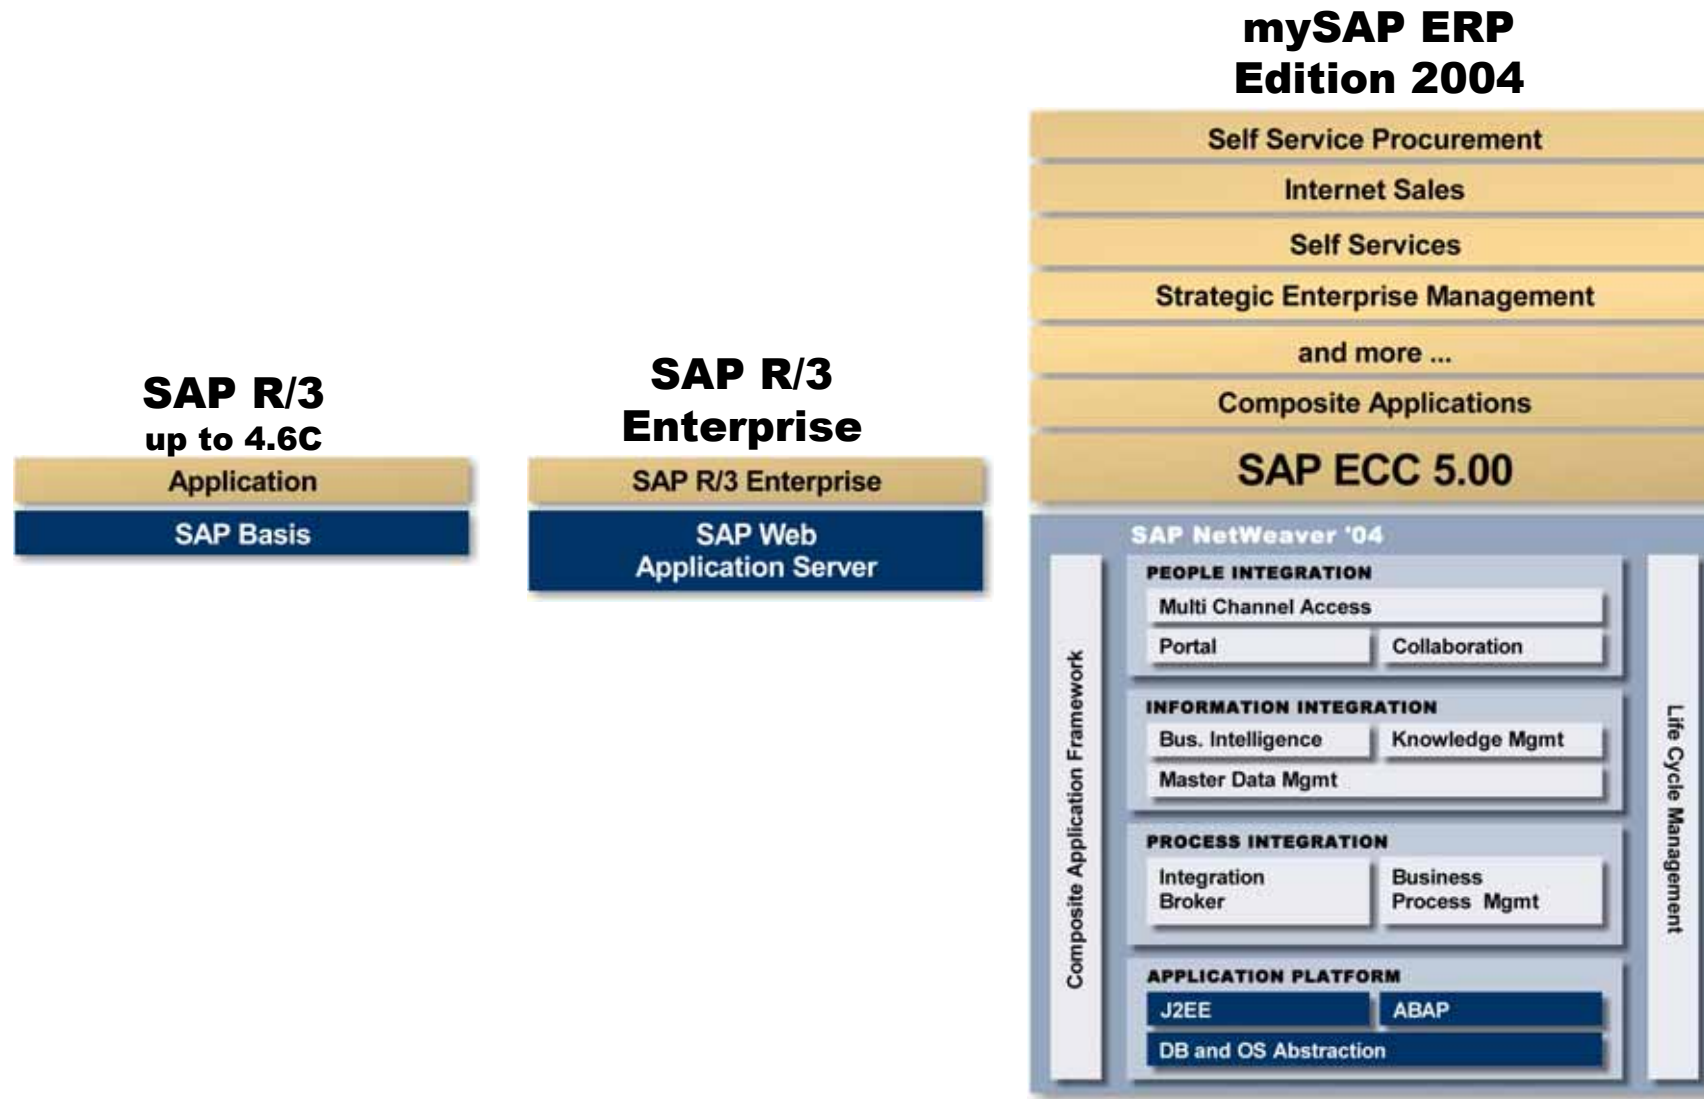 SAP R/3
up to 4.6C
Application
SAP Basis
SAP R/3
Enterprise
SAP R/3 Enterprise
SAP Web
Application Server
mySAP ERP
Edition 2004
Self Service Procurement
Internet Sales
Self Services
Strategic Enterprise Management
and more ...
Composite Applications
SAP ECC 5.00
SAP NetWeaver '04
Composite Application Framework
PEOPLE INTEGRATION
Multi Channel Access
Portal
Collaboration
INFORMATION INTEGRATION
Bus. Intelligence
Knowledge Mgmt
Master Data Mgmt
PROCESS INTEGRATION
Integration
Broker
Business
Process Mgmt
APPLICATION PLATFORM
J2EE
ABAP
DB and OS Abstraction
Life Cycle Management